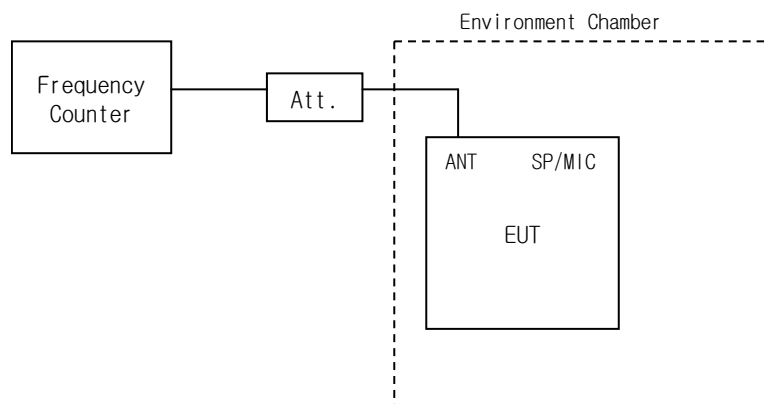 Environment Chamber
Frequency
Counter
Att.
ANT SP/MIC
EUT